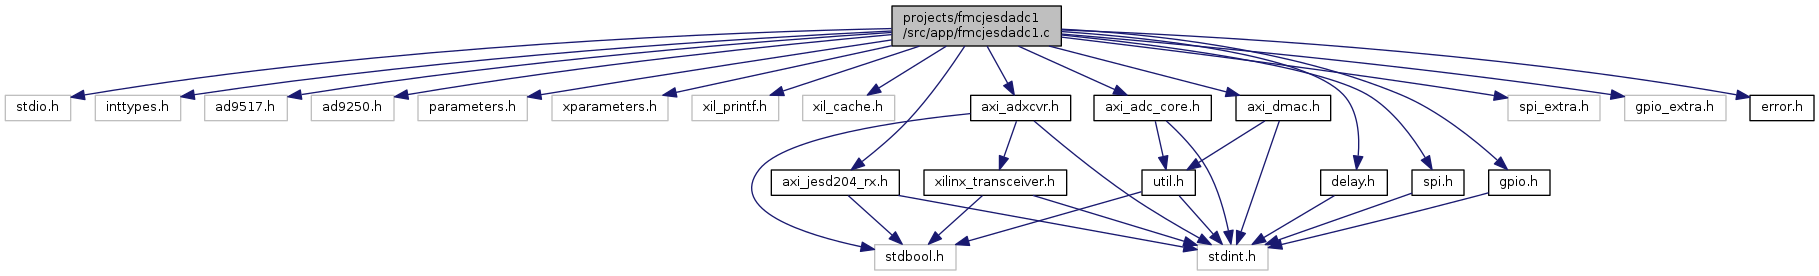 projects/fmcjesdadc1
/src/app/fmcjesdadc1.c
stdio.h
inttypes.h
ad9517.h
ad9250.h
parameters.h
xparameters.h
xil_printf.h
xil_cache.h
axi_adxcvr.h
axi_adc_core.h
axi_dmac.h
spi_extra.h
gpio_extra.h
error.h
axi_jesd204_rx.h
xilinx_transceiver.h
util.h
delay.h
spi.h
gpio.h
stdbool.h
stdint.h